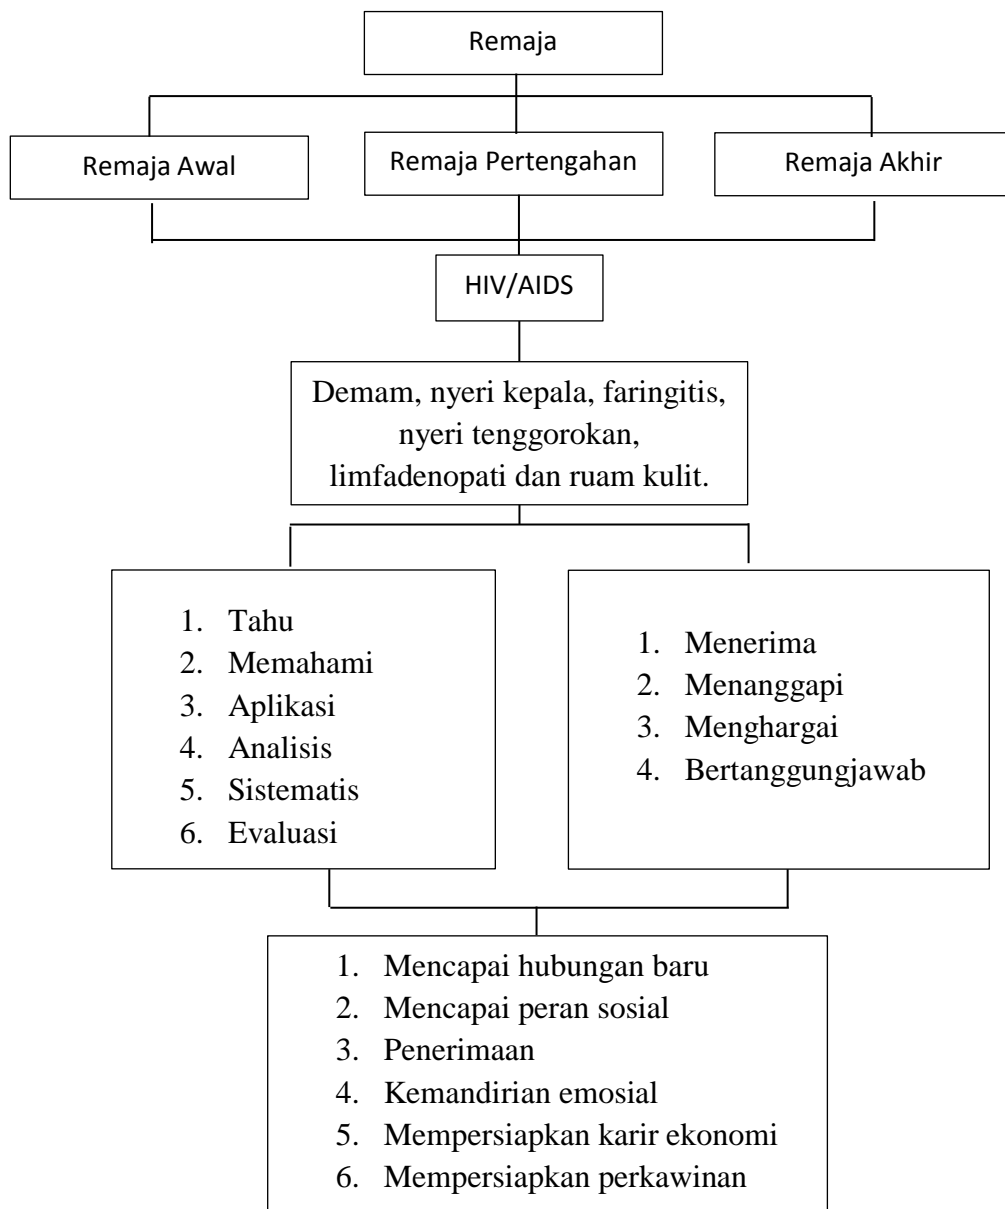 Remaja
Remaja Awal
Remaja Pertengahan
Remaja Akhir
HIV/AIDS
Demam, nyeri kepala, faringitis,
nyeri tenggorokan,
limfadenopati dan ruam kulit.
1. Tahu
2. Memahami
3. Aplikasi
4. Analisis
5. Sistematis
6. Evaluasi
1. Menerima
2. Menanggapi
3. Menghargai
4. Bertanggungjawab
1. Mencapai hubungan baru
2. Mencapai peran sosial
3. Penerimaan
4. Kemandirian emosial
5. Mempersiapkan karir ekonomi
6. Mempersiapkan perkawinan